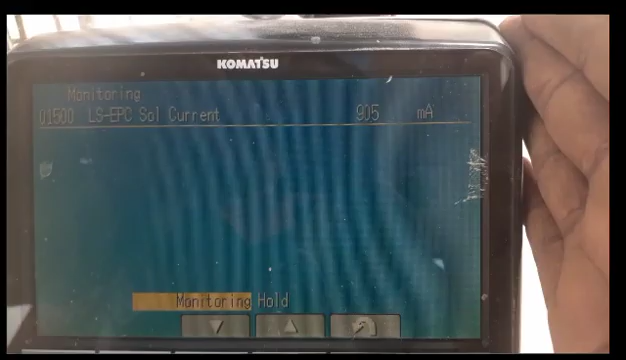 KOMATSU
Monitoring
01500 LS-EPC Sol Current 905 mA
Monitoring Hold